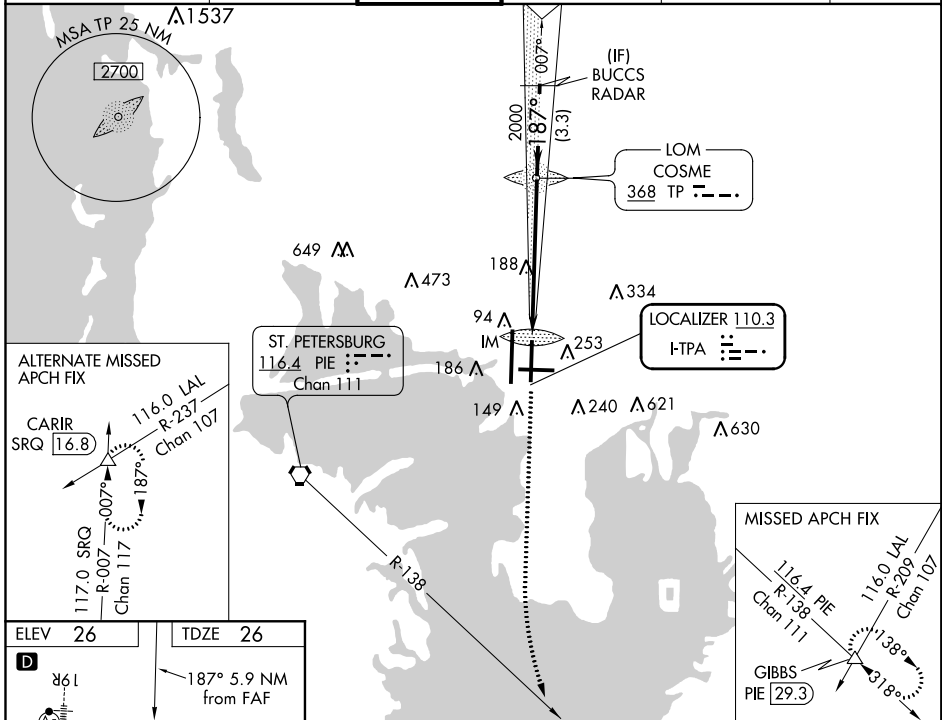 MSA TP 25 NM
2700
1537
007°
(IF)
BUCCS
RADAR
2000
187°
(3.3)
LOM
COSME
368 TP
649
473
188
334
94
IM
253
LOCALIZER 110.3
I-TPA
ST. PETERSBURG
116.4 PIE
Chan 111
186
149
240
621
630
R-138
ALTERNATE MISSED
APCH FIX
CARIR
SRQ 16.8
116.0 LAL
R-237
Chan 107
007°
187°
117.0 SRQ
R-007
Chan 117
MISSED APCH FIX
116.4 PIE
R-138
Chan 111
116.0 LAL
R-209
Chan 107
138°
318°
GIBBS
PIE 29.3
ELEV 26
TDZE 26
D
19R
187° 5.9 NM
from FAF